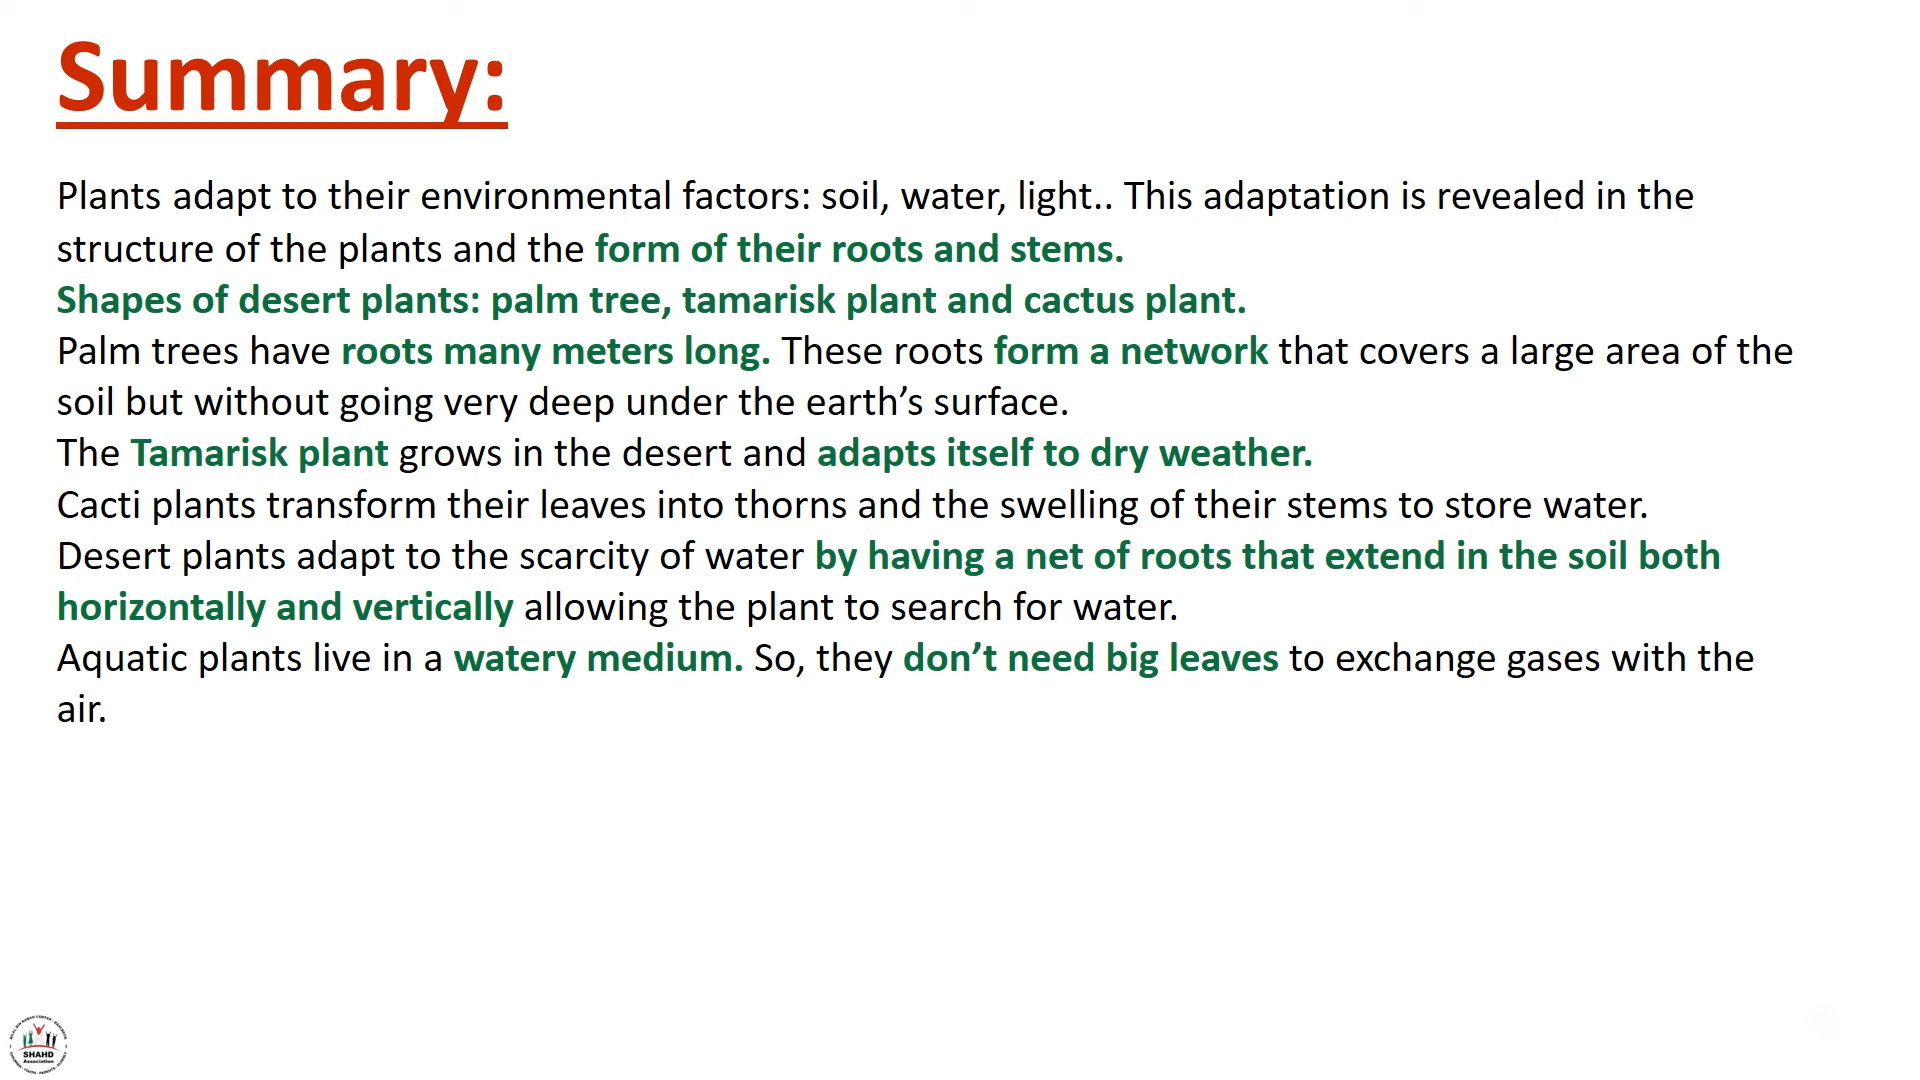 Summary:
Plants adapt to their environmental factors: soil, water, light.. This adaptation is revealed in the
structure of the plants and the form of their roots and stems.
Shapes of desert plants: palm tree, tamarisk plant and cactus plant.
Palm trees have roots many meters long. These roots form a network that covers a large area of the
soil but without going very deep under the earth’s surface.
The Tamarisk plant grows in the desert and adapts itself to dry weather.
Cacti plants transform their leaves into thorns and the swelling of their stems to store water.
Desert plants adapt to the scarcity of water by having a net of roots that extend in the soil both
horizontally and vertically allowing the plant to search for water.
Aquatic plants live in a watery medium. So, they don’t need big leaves to exchange gases with the
air.
SHAHD
Association